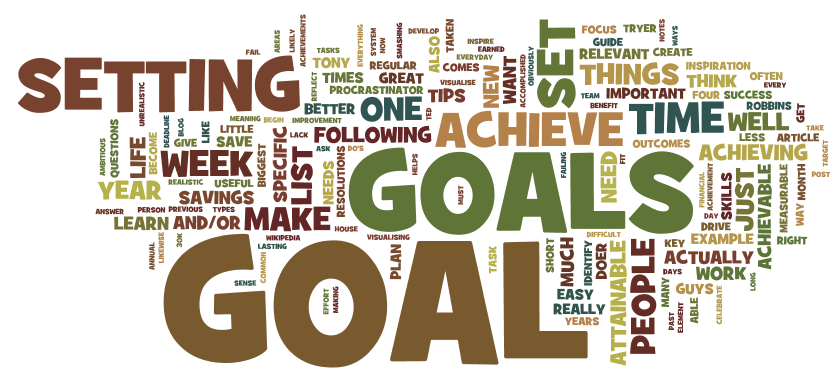 SETTING
FAIL
AREAS
LIKELY
ACHIEVEMENTS
TASKS
TONY
REFLECT
TIMES
EVERYTHING
SYSTEM
NOW
SMASHING
REGULAR
GREAT
PROCRASTINATOR
BETTER
IMPROVEMENT
DEVELOP
ALSO
TAKEN
COMES
VISUALISE
TIPS
ONE
TED
INSPIRE
EARNED
EVERYDAY
NEW
WANT
ACCOMPLISHED
OBVIOUSLY
SET
FOCUS
TRYER
GUIDE
RELEVANT
CREATE
NOTES
WAYS
THINGS
INSPIRATION
THINK
OFTEN
EVERY
TEAM
IMPORTANT
FOUR
SUCCESS
BENEFIT
TIME
ROBBINS
WELL
GET
LESS
ARTICLE
TAKE
TARGET
POST
UNREALISTIC
AMBITIOUS
QUESTIONS
LIFE
BECOME
DEADLINE
BLOG
GIVE
LIKE
MEANING
LITTLE
SAVE
BEGIN
WEEK
BIGGEST
SPECIFIC
LACK
LIST
FOLLOWING
ASK
DO'S
NEEDS
RESOLUTIONS
HELPS
ACHIEVE
OUTCOMES
ACHIEVING
FAILING
NEED
FIT
GOALS
MUST
YEAR
REALISTIC
USEFUL
SAVINGS
ANSWER
PERSON
PREVIOUS
TYPES
LEARN
AND/OR
MAKE
HOUSE
WIKIPEDIA
VISUALISING
LASTING
ANNUAL
LIKEWISE
30K
COMMON
SENSE
EFFORT
MAKING
PLAN
TASK
GOAL
FINANCIAL
ACHIEVEMENT
SKILLS
JUST
ACHIEVABLE
MEASURABLE
WAY
MONTH
DAY
DRIVE
DIFFICULT
KEY
EXAMPLE
RIGHT
SHORT
MUCH
IDENTIFY
DOER
ATTAINABLE
PEOPLE
ACTUALLY
DAYS
WORK
LONG
EASY
REALLY
YEARS
MANY
GUYS
PAST
ELEMENT
ABLE
CELEBRATE